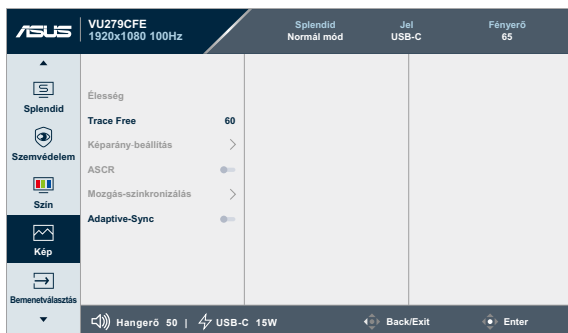 ASUS
VU279CFE
1920x1080 100Hz
Splendid
Normál mód
Jel
USB-C
Fényerő
65
Splendid
Szemvédelem
Szín
Kép
Bemenetválasztás
Élesség
Trace Free 60
Képarány-beállítás
ASCR
Mozgás-szinkronizálás
Adaptive-Sync
Hangerő 50 | USB-C 15W
Back/Exit
Enter